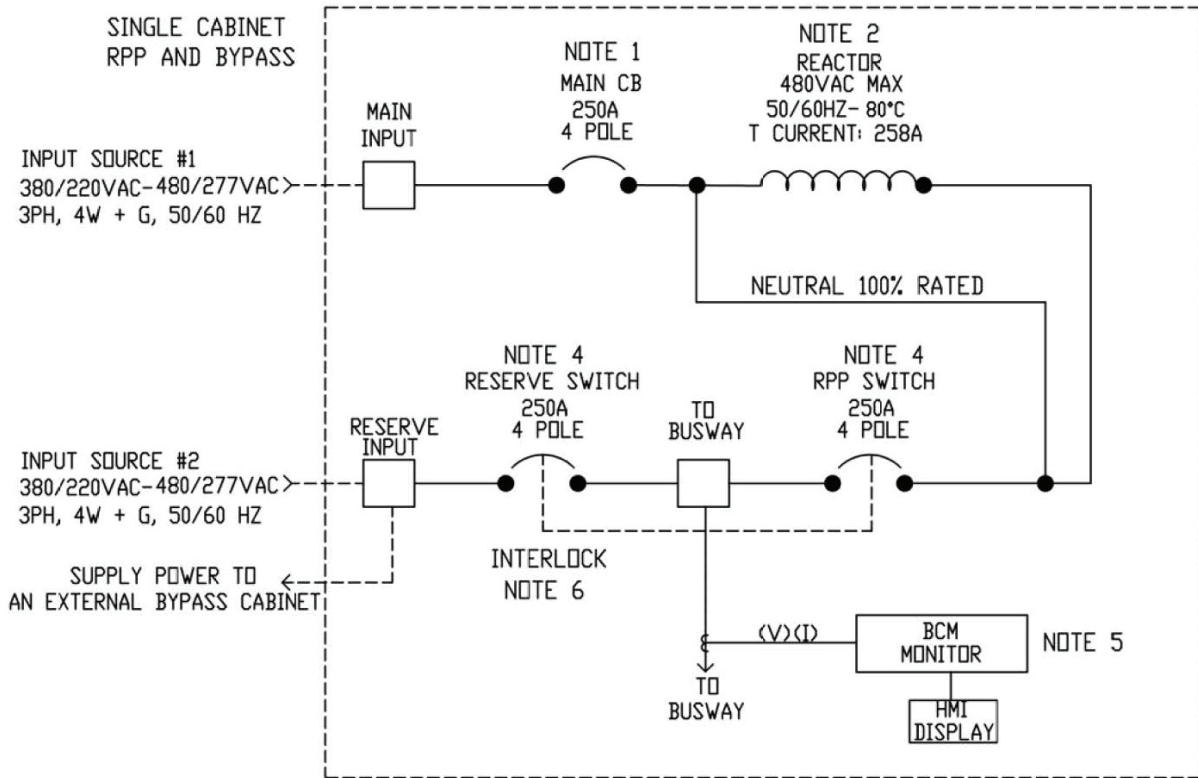 SINGLE CABINET
RPP AND BYPASS
NOTE 1
MAIN CB
250A
4 POLE
NOTE 2
REACTOR
480VAC MAX
50/60HZ- 80°C
T CURRENT: 258A
MAIN
INPUT
INPUT SOURCE #1
380/220VAC-480/277VAC
3PH, 4W + G, 50/60 HZ
NEUTRAL 100% RATED
NOTE 4
RESERVE SWITCH
250A
4 POLE
TO
BUSWAY
NOTE 4
RPP SWITCH
250A
4 POLE
RESERVE
INPUT
INPUT SOURCE #2
380/220VAC-480/277VAC
3PH, 4W + G, 50/60 HZ
INTERLOCK
NOTE 6
SUPPLY POWER TO
AN EXTERNAL BYPASS CABINET
(V)(I)
BCM
MONITOR
NOTE 5
TO
BUSWAY
HMI
DISPLAY